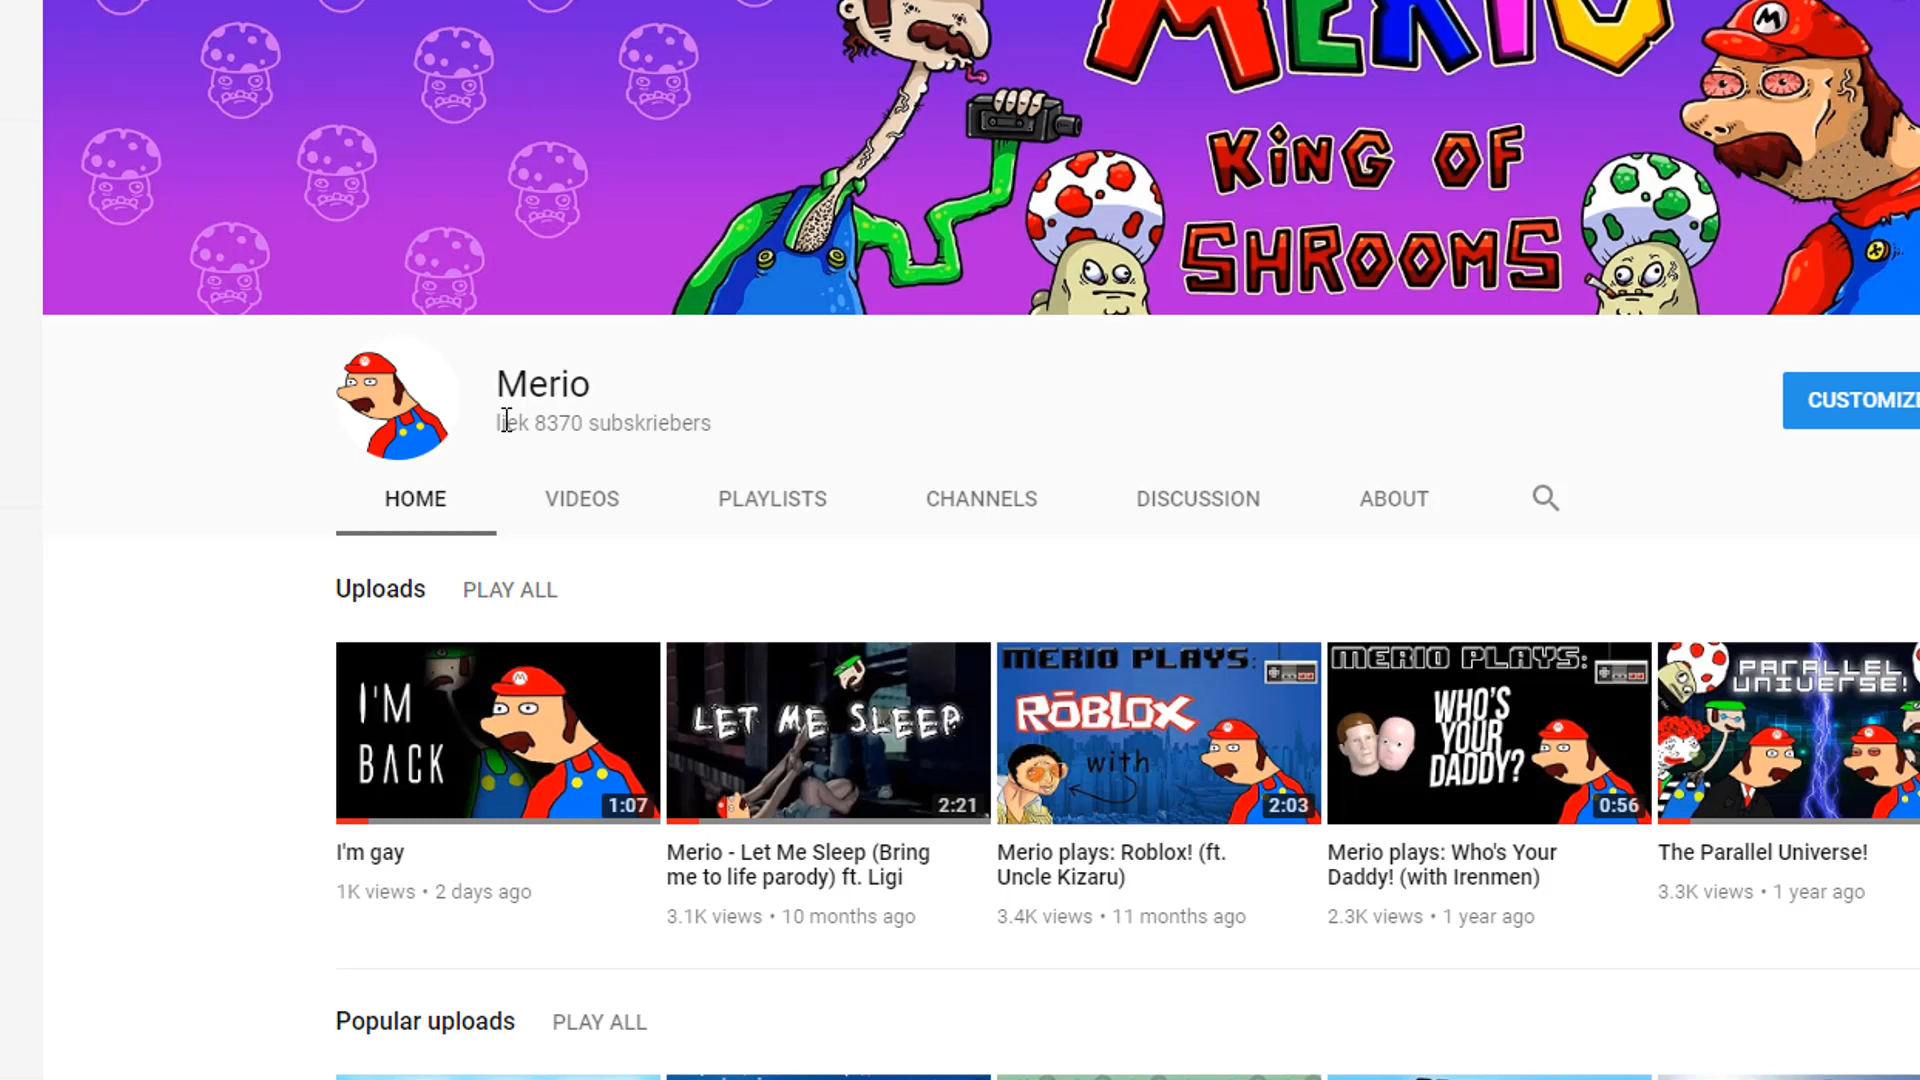 MERIO
KING OF
SHROOMS
M
Merio
liek 8370 subskriebers
CUSTOMIZE
HOME VIDEOS PLAYLISTS CHANNELS DISCUSSION ABOUT
Uploads PLAY ALL
I'M
BACK
1:07
LET ME SLEEP
2:21
MERIO PLAYS:
RŌBLOX
with
2:03
MERIO PLAYS:
WHO'S
YOUR
DADDY?
0:56
PARALLEL
UNIVERSE!
I'm gay
1K views • 2 days ago
Merio - Let Me Sleep (Bring
me to life parody) ft. Ligi
3.1K views • 10 months ago
Merio plays: Roblox! (ft.
Uncle Kizaru)
3.4K views • 11 months ago
Merio plays: Who's Your
Daddy! (with Irenmen)
2.3K views • 1 year ago
The Parallel Universe!
3.3K views • 1 year ago
Popular uploads PLAY ALL